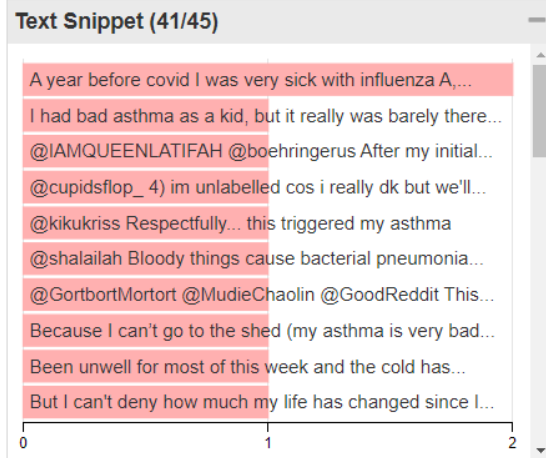 Text Snippet (41/45)
A year before covid I was very sick with influenza A,...
I had bad asthma as a kid, but it really was barely there...
@IAMQUEENLATIFAH @boehringerus After my initial...
@cupidsflop_ 4) im unlabelled cos i really dk but we'll...
@kikukriss Respectfully... this triggered my asthma
@shalailah Bloody things cause bacterial pneumonia...
@GortbortMortort @MudieChaolin @GoodReddit This...
Because I can’t go to the shed (my asthma is very bad...
Been unwell for most of this week and the cold has...
But I can't deny how much my life has changed since I...
0 1 2